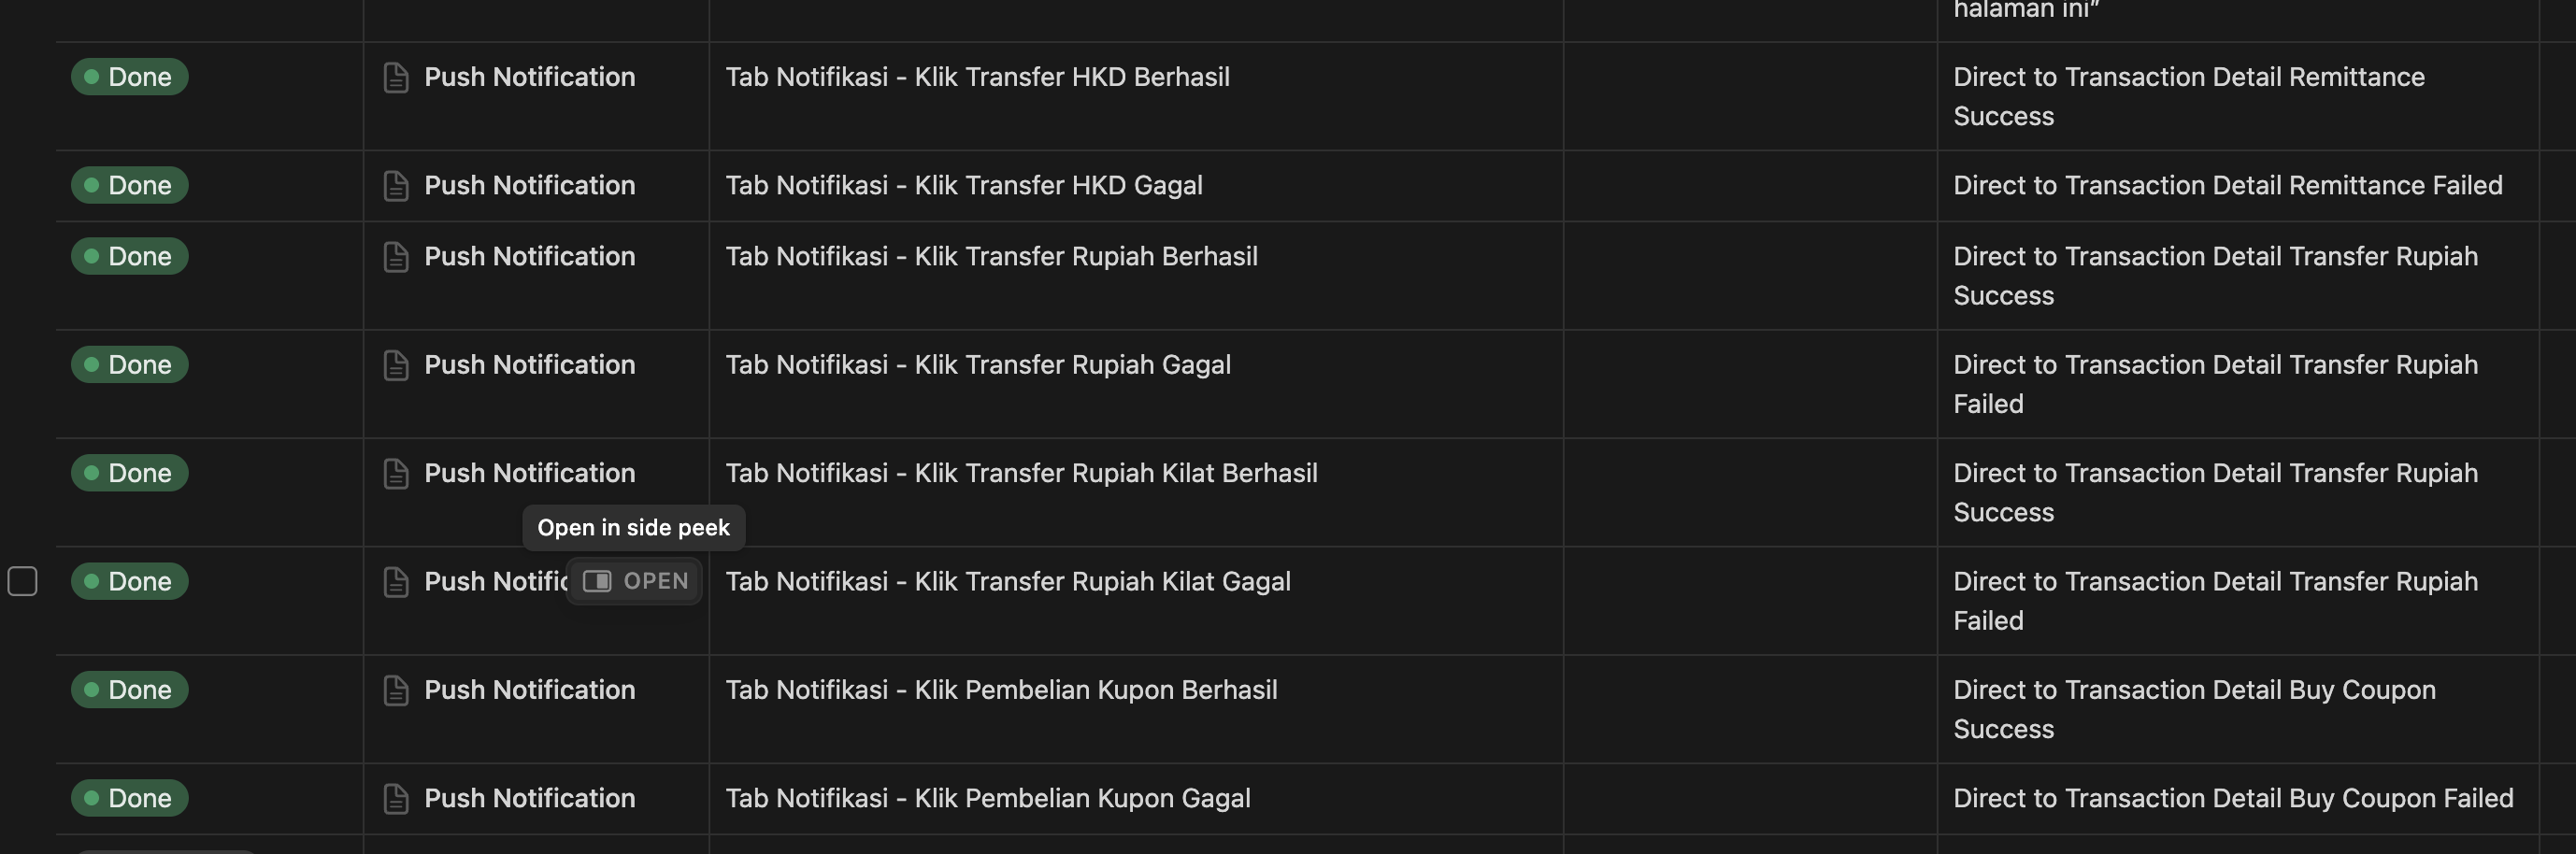 halaman ini"
Done Push Notification Tab Notifikasi - Klik Transfer HKD Berhasil Direct to Transaction Detail Remittance
Success
Done Push Notification Tab Notifikasi - Klik Transfer HKD Gagal Direct to Transaction Detail Remittance Failed
Done Push Notification Tab Notifikasi - Klik Transfer Rupiah Berhasil Direct to Transaction Detail Transfer Rupiah
Success
Done Push Notification Tab Notifikasi - Klik Transfer Rupiah Gagal Direct to Transaction Detail Transfer Rupiah
Failed
Done Push Notification Tab Notifikasi - Klik Transfer Rupiah Kilat Berhasil Direct to Transaction Detail Transfer Rupiah
Success
Open in side peek
Done Push Notific OPEN Tab Notifikasi - Klik Transfer Rupiah Kilat Gagal Direct to Transaction Detail Transfer Rupiah
Failed
Done Push Notification Tab Notifikasi - Klik Pembelian Kupon Berhasil Direct to Transaction Detail Buy Coupon
Success
Done Push Notification Tab Notifikasi - Klik Pembelian Kupon Gagal Direct to Transaction Detail Buy Coupon Failed